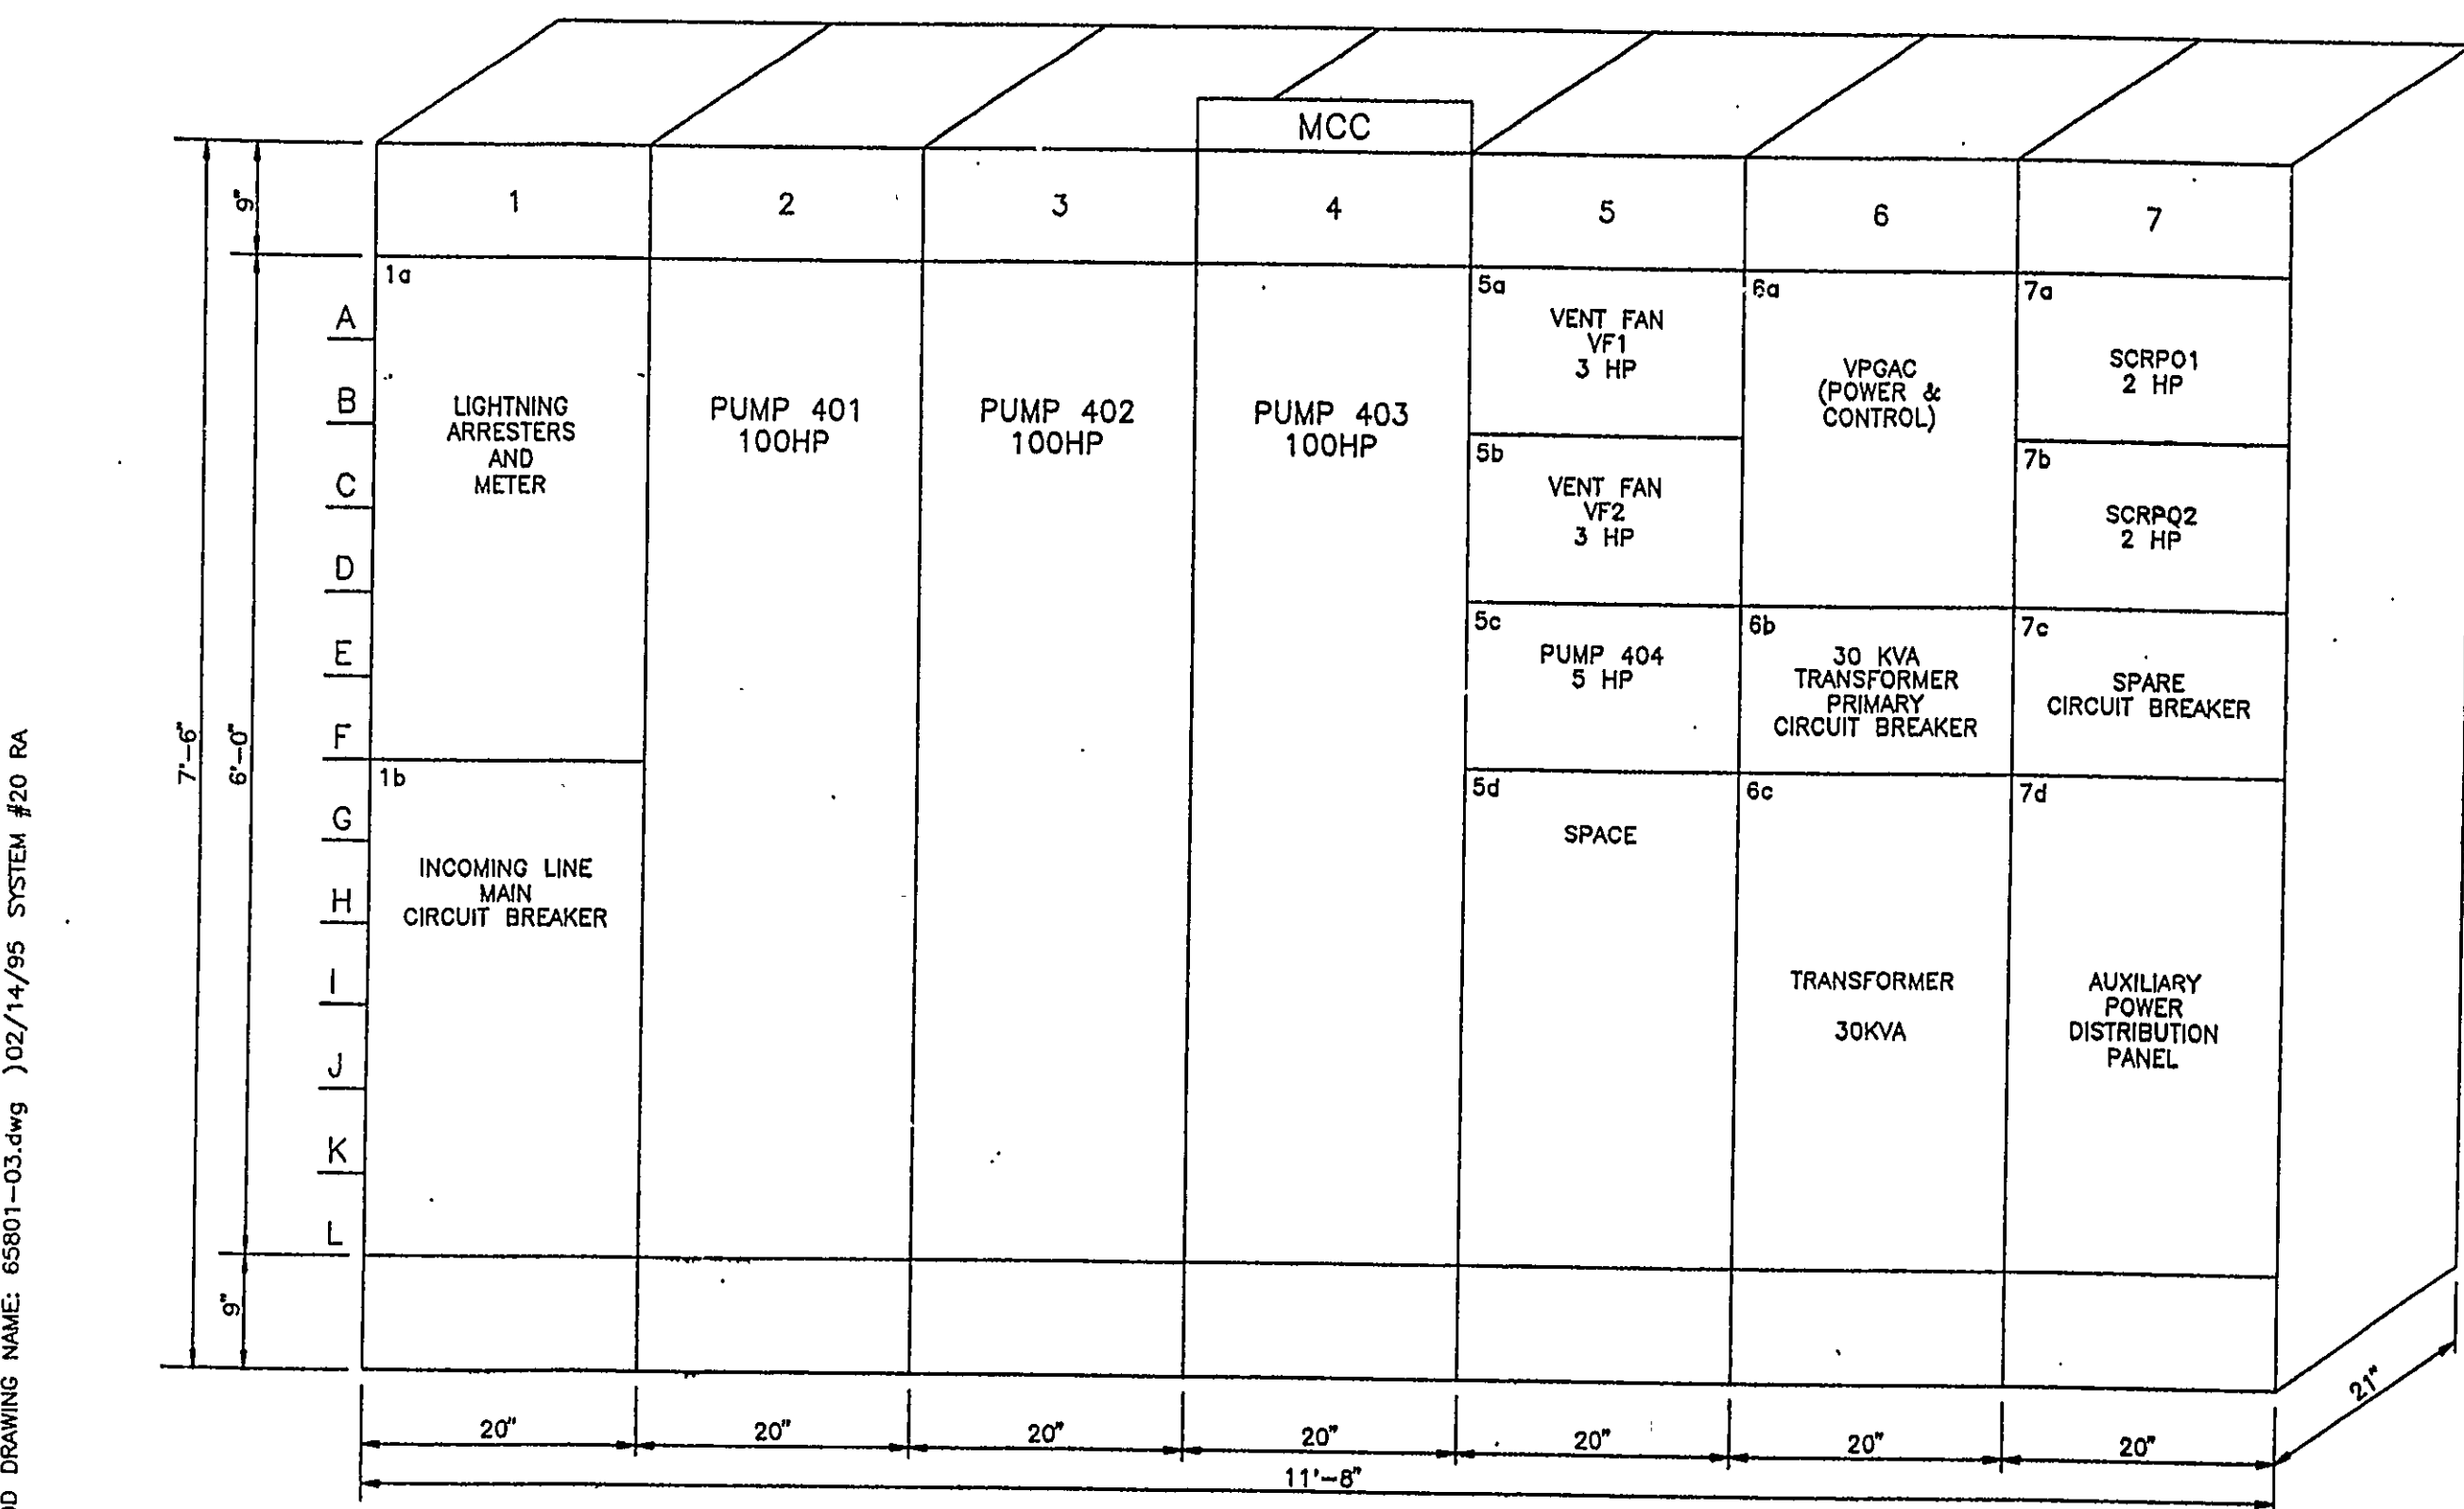 MCC
1
2
3
4
5
6
7
9"
7'-6"
6'-0"
9"
A
B
C
D
E
F
G
H
I
J
K
L
1a
LIGHTNING
ARRESTERS
AND
METER
1b
INCOMING LINE
MAIN
CIRCUIT BREAKER
PUMP 401
100HP
PUMP 402
100HP
PUMP 403
100HP
5a
VENT FAN
VF1
3 HP
5b
VENT FAN
VF2
3 HP
5c
PUMP 404
5 HP
5d
SPACE
6a
VPGAC
(POWER &
CONTROL)
6b
30 KVA
TRANSFORMER
PRIMARY
CIRCUIT BREAKER
6c
TRANSFORMER
30KVA
7a
SCRP01
2 HP
7b
SCRPQ2
2 HP
7c
SPARE
CIRCUIT BREAKER
7d
AUXILIARY
POWER
DISTRIBUTION
PANEL
20"
20"
20"
20"
20"
20"
20"
11'-8"
21"
DRAWING NAME: 65801-03.dwg )02/14/95 SYSTEM #20 RA